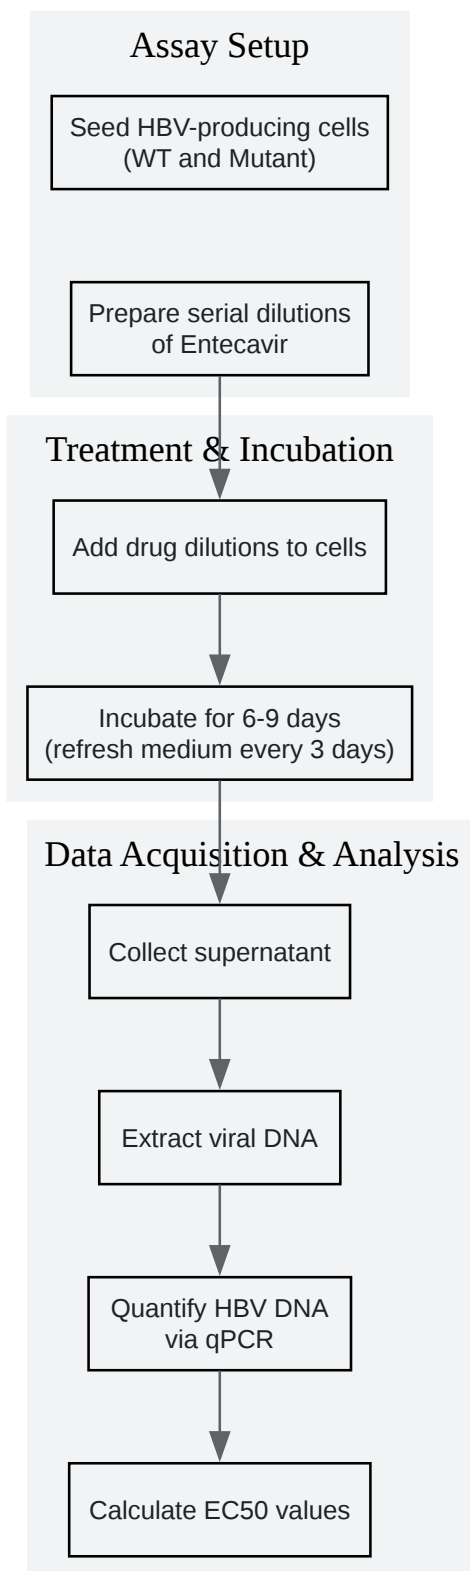 Assay Setup
Seed HBV-producing cells
(WT and Mutant)
Prepare serial dilutions
of Entecavir
Treatment & Incubation
Add drug dilutions to cells
Incubate for 6-9 days
(refresh medium every 3 days)
Data Acquisition & Analysis
Collect supernatant
Extract viral DNA
Quantify HBV DNA
via qPCR
Calculate EC50 values